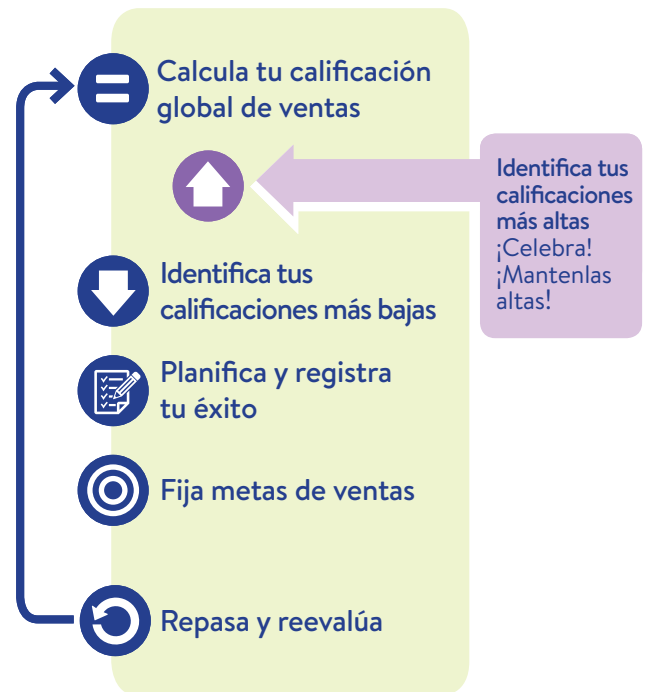 Calcula tu calificación
global de ventas
Identifica tus
calificaciones
más altas
¡Celebra!
¡Mantenlas
altas!
Identifica tus
calificaciones más bajas
Planifica y registra
tu éxito
Fija metas de ventas
Repasa y reevalúa